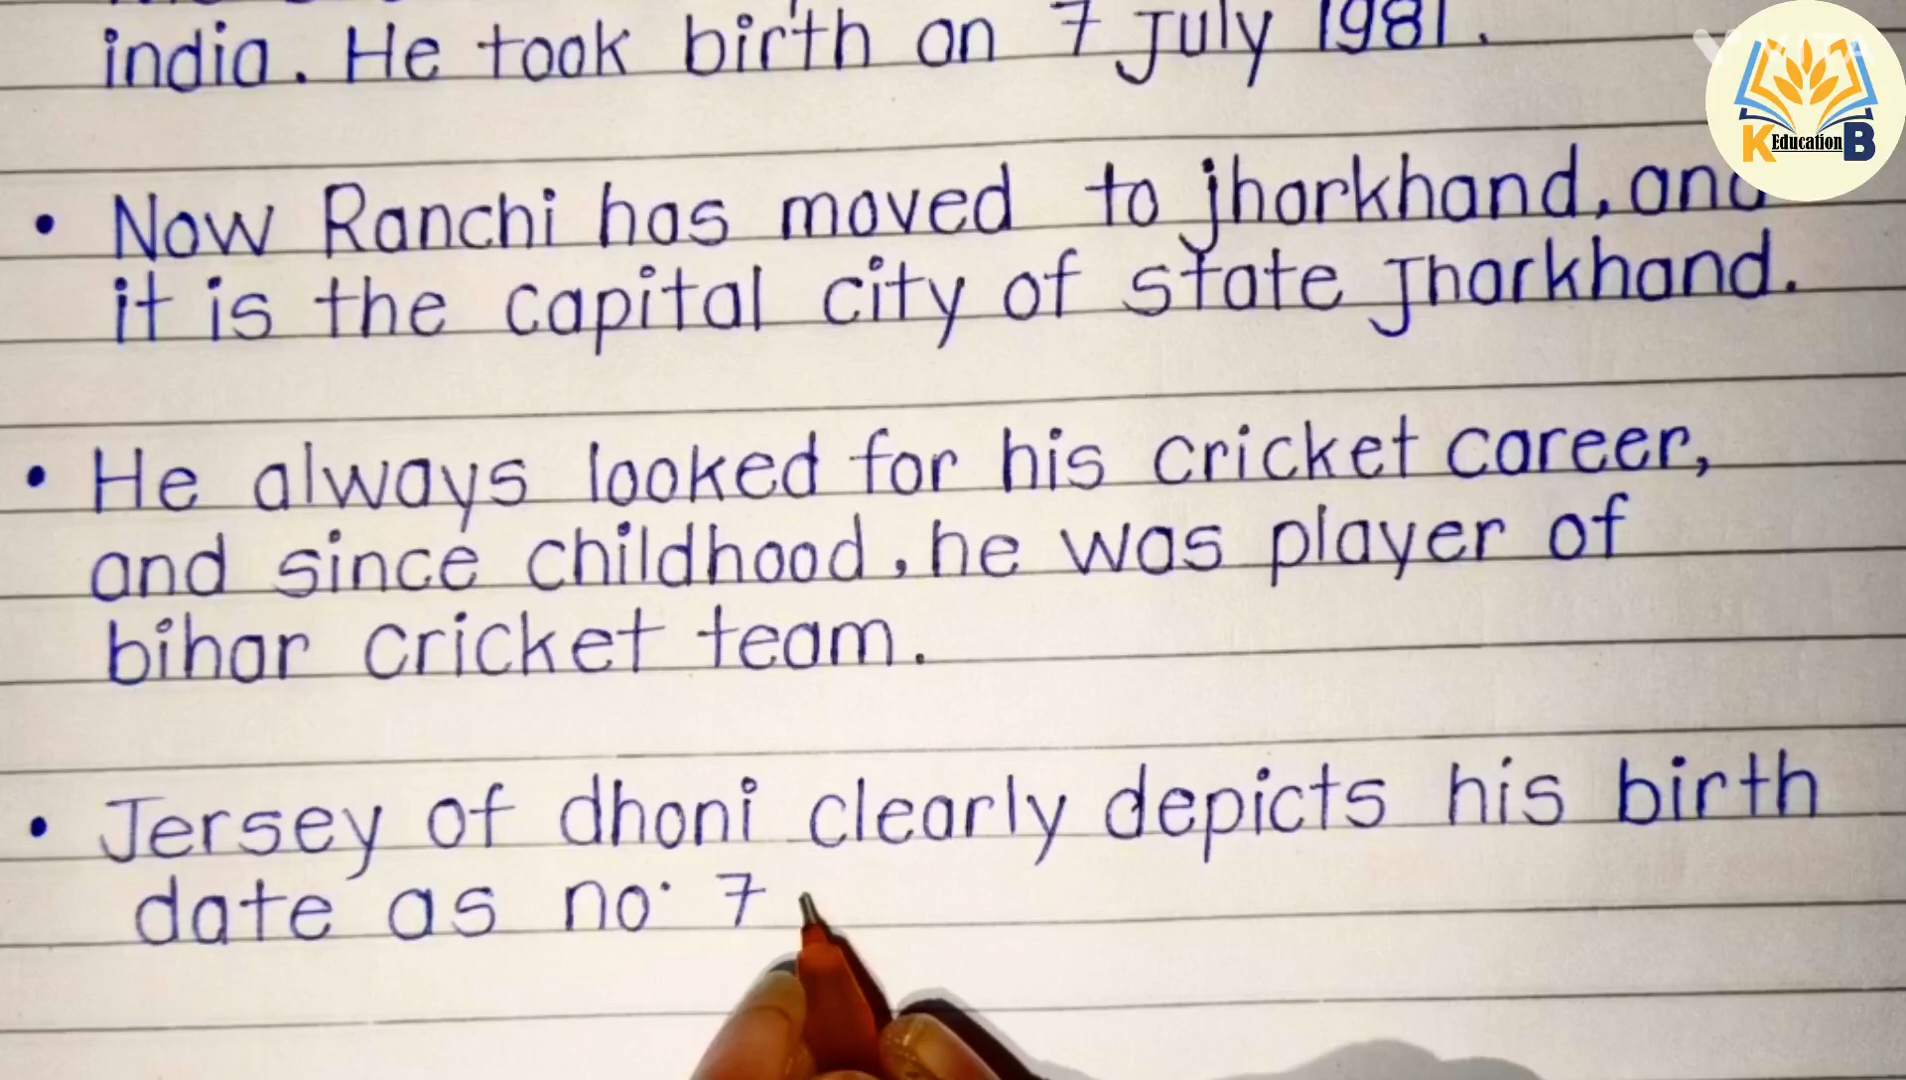 india. He took birth on 7 July 1981.
• Now Ranchi has moved to jharkhand, and
it is the capital city of state Jharkhand.
• He always looked for his cricket career,
and since childhood, he was player of
bihar cricket team.
• Jersey of dhoni clearly depicts his birth
date as no. 7
K Education B